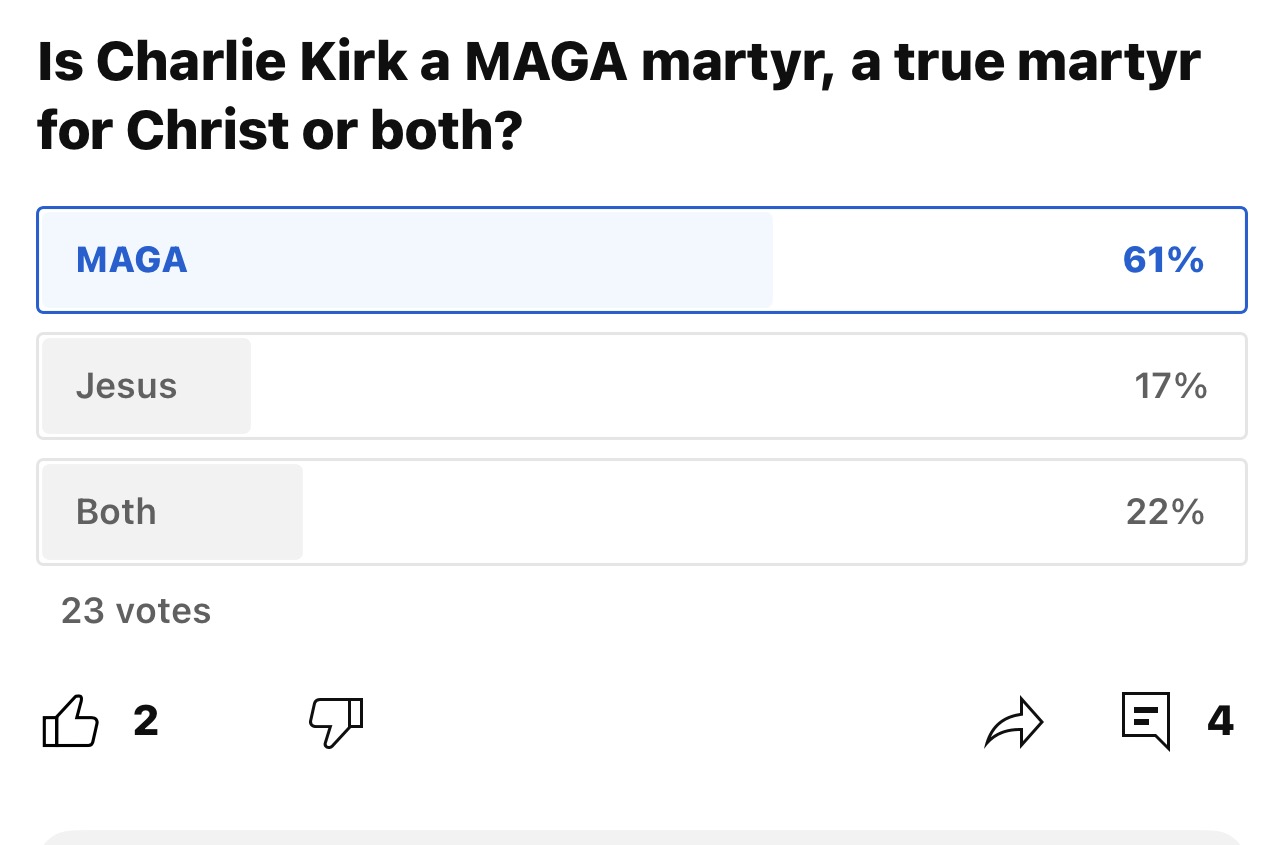 Is Charlie Kirk a MAGA martyr, a true martyr
for Christ or both?
MAGA 61%
Jesus 17%
Both 22%
23 votes
2 4